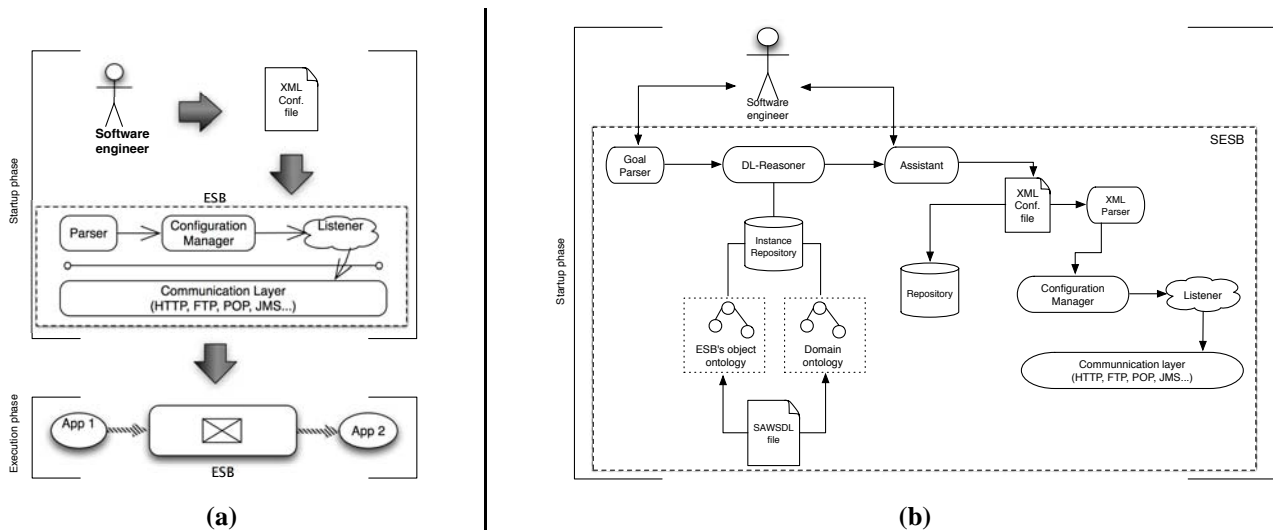 Startup phase
Software
engineer
XML
Conf.
file
ESB
Parser
Configuration
Manager
Listener
Communication Layer
(HTTP, FTP, POP, JMS...)
Execution phase
App 1
App 2
ESB
(a)
Startup phase
Software
engineer
SESB
Goal
Parser
DL-Reasoner
Assistant
XML
Conf.
file
XML
Parser
Instance
Repository
Repository
Configuration
Manager
Listener
ESB's object
ontology
Domain
ontology
Communnication layer
(HTTP, FTP, POP, JMS...)
SAWSDL
file
(b)